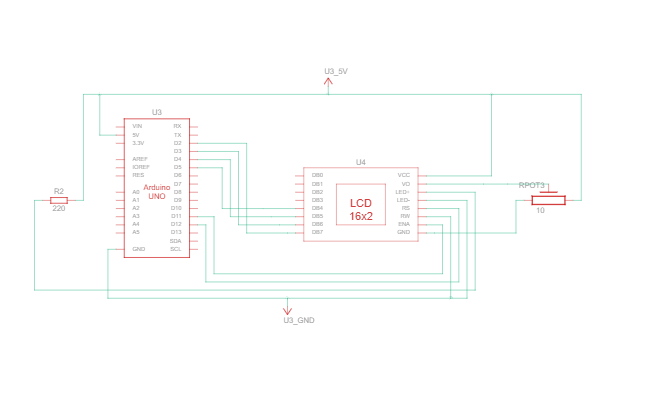 U3_5V
U3
VIN RX
5V TX
3.3V D2
D3
AREF D4
IOREF D5
RES D6
D7
A0 D8
A1 D9
A2 D10
A3 D11
A4 D12
A5 D13
SDA
GND SCL
Arduino
UNO
R2
220
U4
DB0 VCC
DB1 VO
DB2 LED+
DB3 LED-
DB4 RS
DB5 RW
DB6 ENA
DB7 GND
LCD
16x2
RPOT3
10
U3_GND